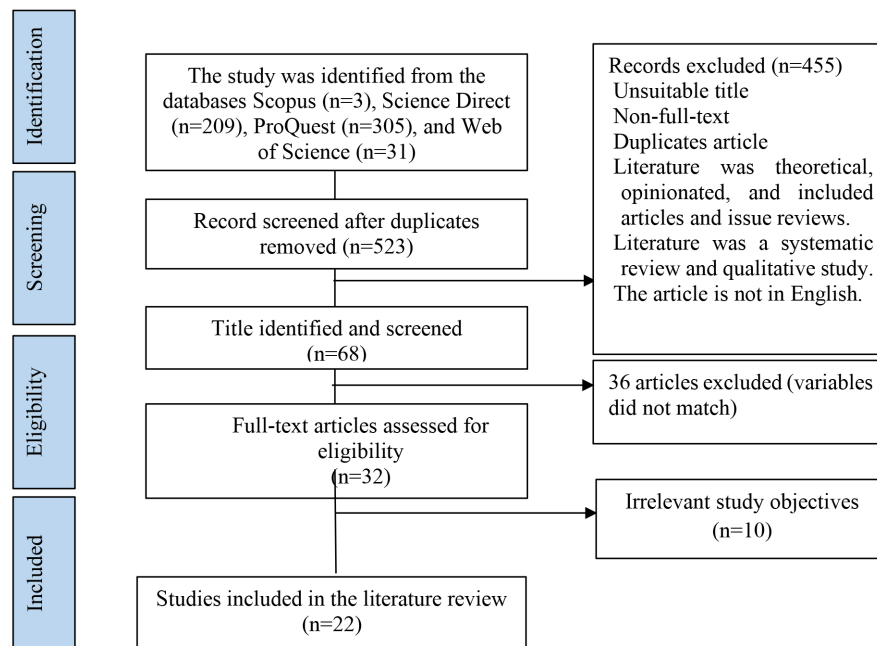 Identification
The study was identified from the
databases Scopus (n=3), Science Direct
(n=209), ProQuest (n=305), and Web
of Science (n=31)
Records excluded (n=455)
Unsuitable title
Non-full-text
Duplicates article
Literature was theoretical,
opinionated, and included
articles and issue reviews.
Literature was a systematic
review and qualitative study.
The article is not in English.
Screening
Record screened after duplicates
removed (n=523)
Title identified and screened
(n=68)
Eligibility
36 articles excluded (variables
did not match)
Full-text articles assessed for
eligibility
(n=32)
Included
Irrelevant study objectives
(n=10)
Studies included in the literature review
(n=22)